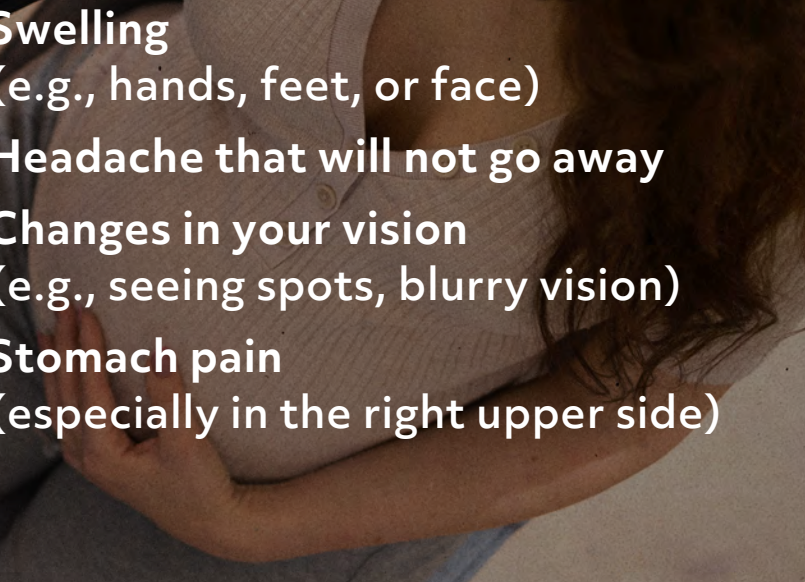 Swelling
(e.g., hands, feet, or face)
Headache that will not go away
Changes in your vision
(e.g., seeing spots, blurry vision)
Stomach pain
(especially in the right upper side)